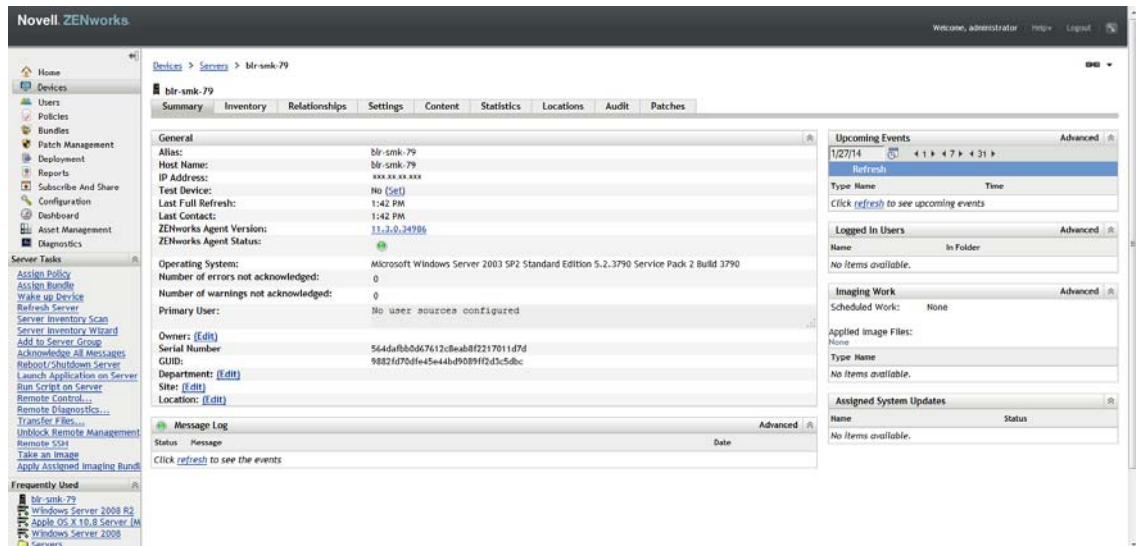 Novell. ZENworks.
Welcome, administrator Help Logout
Home
Devices
Users
Policies
Bundles
Patch Management
Deployment
Reports
Subscribe And Share
Configuration
Dashboard
Asset Management
Diagnostics
Server Tasks
Assign Policy
Assign Bundle
Wake up Device
Refresh Server
Server Inventory Scan
Server Inventory Wizard
Add to Server Group
Acknowledge All Messages
Reboot/Shutdown Server
Launch Application on Server
Run Script on Server
Remote Control...
Remote Diagnostics...
Transfer Files...
Unblock Remote Management
Remote SSH
Take an Image
Apply Assigned Imaging Bundl
Frequently Used
blr-smk-79
Windows Server 2008 R2
Apple OS X 10.8 Server [M
Windows Server 2008
Servers
Devices > Servers > blr-smk-79
blr-smk-79
Summary Inventory Relationships Settings Content Statistics Locations Audit Patches
General
Alias: blr-smk-79
Host Name: blr-smk-79
IP Address: xxx.xx.xx.xxx
Test Device: No (Set)
Last Full Refresh: 1:42 PM
Last Contact: 1:42 PM
ZENworks Agent Version: 11.3.0.34986
ZENworks Agent Status:
Operating System: Microsoft Windows Server 2003 SP2 Standard Edition 5.2.3790 Service Pack 2 Build 3790
Number of errors not acknowledged: 0
Number of warnings not acknowledged: 0
Primary User: No user sources configured
Owner: (Edit)
Serial Number 564dafbb0d67612c8eab8f2217011d7d
GUID: 9882fd70dfe45e44bd9089ff2d3c5dbc
Department: (Edit)
Site: (Edit)
Location: (Edit)
Message Log Advanced
Status Message Date
Click refresh to see the events
Upcoming Events Advanced
1/27/14 1 7 31
Refresh
Type Name Time
Click refresh to see upcoming events
Logged In Users Advanced
Name In Folder
No items available.
Imaging Work Advanced
Scheduled Work: None
Applied Image Files:
None
Type Name
No items available.
Assigned System Updates
Name Status
No items available.